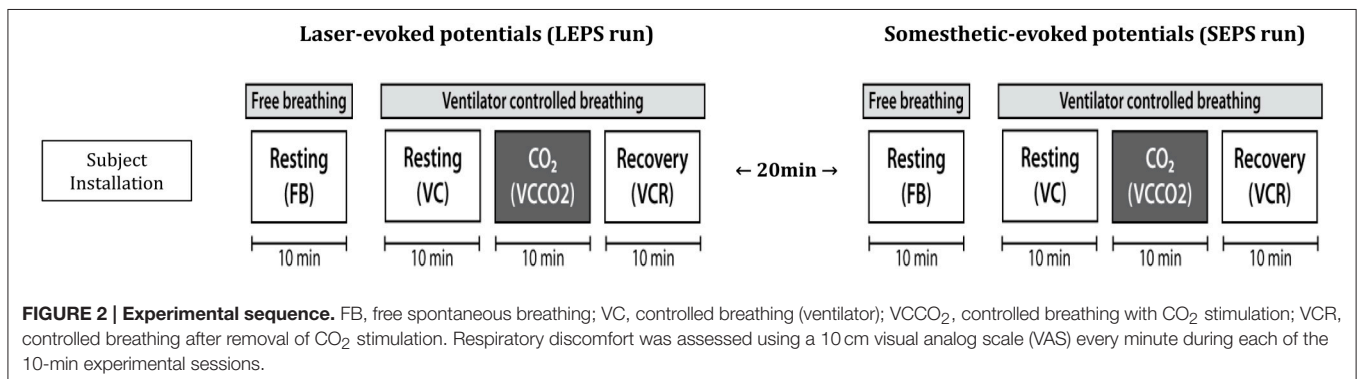 Laser-evoked potentials (LEPS run) Somesthetic-evoked potentials (SEPS run)
Free breathing Ventilator controlled breathing Free breathing Ventilator controlled breathing
Subject Installation
Resting (FB) Resting (VC) CO₂ (VCCO2) Recovery (VCR) ← 20min → Resting (FB) Resting (VC) CO₂ (VCCO2) Recovery (VCR)
10 min 10 min 10 min 10 min 10 min 10 min 10 min 10 min
FIGURE 2 | Experimental sequence. FB, free spontaneous breathing; VC, controlled breathing (ventilator); VCCO₂, controlled breathing with CO₂ stimulation; VCR,
controlled breathing after removal of CO₂ stimulation. Respiratory discomfort was assessed using a 10 cm visual analog scale (VAS) every minute during each of the
10-min experimental sessions.